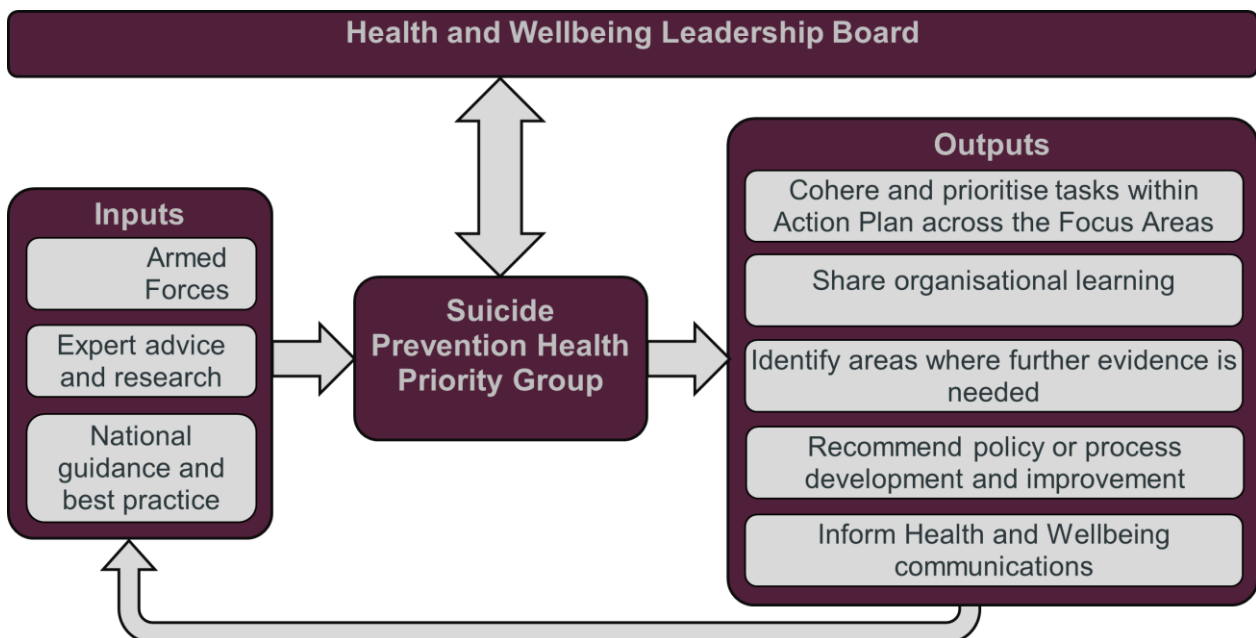 Health and Wellbeing Leadership Board
Inputs
Armed
Forces
Expert advice
and research
National
guidance and
best practice
Suicide
Prevention Health
Priority Group
Outputs
Cohere and prioritise tasks within
Action Plan across the Focus Areas
Share organisational learning
Identify areas where further evidence is
needed
Recommend policy or process
development and improvement
Inform Health and Wellbeing
communications